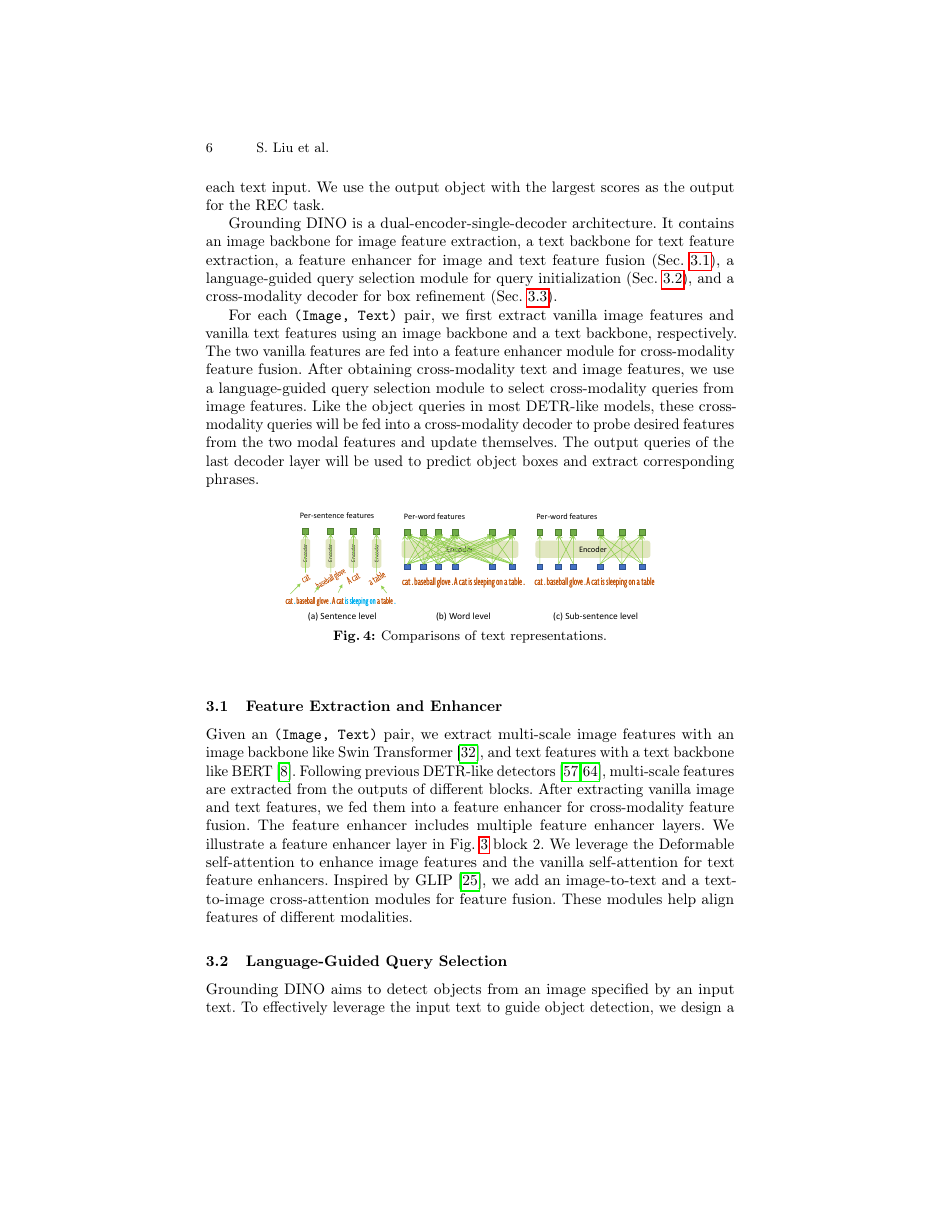 6 S. Liu et al.
each text input. We use the output object with the largest scores as the output
for the REC task.
Grounding DINO is a dual-encoder-single-decoder architecture. It contains
an image backbone for image feature extraction, a text backbone for text feature
extraction, a feature enhancer for image and text feature fusion (Sec. 3.1), a
language-guided query selection module for query initialization (Sec. 3.2), and a
cross-modality decoder for box refinement (Sec. 3.3).
For each (Image, Text) pair, we first extract vanilla image features and
vanilla text features using an image backbone and a text backbone, respectively.
The two vanilla features are fed into a feature enhancer module for cross-modality
feature fusion. After obtaining cross-modality text and image features, we use
a language-guided query selection module to select cross-modality queries from
image features. Like the object queries in most DETR-like models, these cross-
modality queries will be fed into a cross-modality decoder to probe desired features
from the two modal features and update themselves. The output queries of the
last decoder layer will be used to predict object boxes and extract corresponding
phrases.
Per-sentence features
Encoder Encoder Encoder Encoder
cat baseball glove A cat a table
cat . baseball glove . A cat is sleeping on a table .
(a) Sentence level
Per-word features
Encoder
cat . baseball glove . A cat is sleeping on a table .
(b) Word level
Per-word features
Encoder
cat . baseball glove . A cat is sleeping on a table
(c) Sub-sentence level
Fig. 4: Comparisons of text representations.
3.1 Feature Extraction and Enhancer
Given an (Image, Text) pair, we extract multi-scale image features with an
image backbone like Swin Transformer [32], and text features with a text backbone
like BERT [8]. Following previous DETR-like detectors [57,64], multi-scale features
are extracted from the outputs of different blocks. After extracting vanilla image
and text features, we fed them into a feature enhancer for cross-modality feature
fusion. The feature enhancer includes multiple feature enhancer layers. We
illustrate a feature enhancer layer in Fig. 3 block 2. We leverage the Deformable
self-attention to enhance image features and the vanilla self-attention for text
feature enhancers. Inspired by GLIP [25], we add an image-to-text and a text-
to-image cross-attention modules for feature fusion. These modules help align
features of different modalities.
3.2 Language-Guided Query Selection
Grounding DINO aims to detect objects from an image specified by an input
text. To effectively leverage the input text to guide object detection, we design a